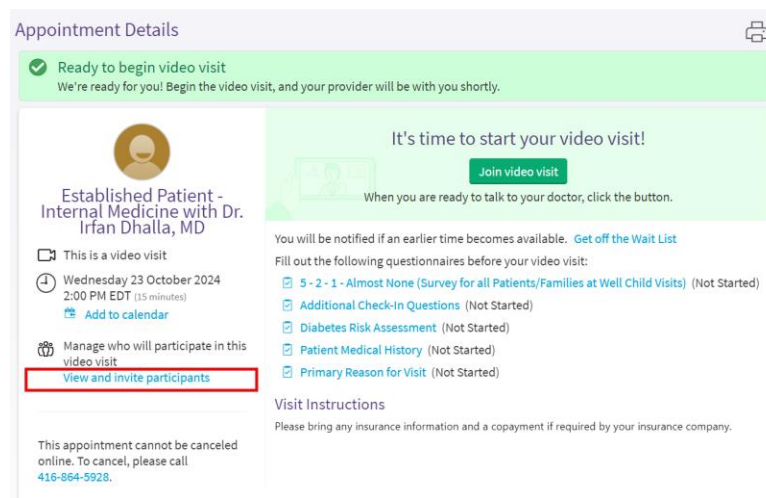 Appointment Details
Ready to begin video visit
We're ready for you! Begin the video visit, and your provider will be with you shortly.
Established Patient -
Internal Medicine with Dr.
Irfan Dhalla, MD
This is a video visit
Wednesday 23 October 2024
2:00 PM EDT (15 minutes)
Add to calendar
Manage who will participate in this
video visit
View and invite participants
This appointment cannot be canceled
online. To cancel, please call
416-864-5928.
It's time to start your video visit!
Join video visit
When you are ready to talk to your doctor, click the button.
You will be notified if an earlier time becomes available. Get off the Wait List
Fill out the following questionnaires before your video visit:
5 - 2 - 1 - Almost None (Survey for all Patients/Families at Well Child Visits) (Not Started)
Additional Check-In Questions (Not Started)
Diabetes Risk Assessment (Not Started)
Patient Medical History (Not Started)
Primary Reason for Visit (Not Started)
Visit Instructions
Please bring any insurance information and a copayment if required by your insurance company.